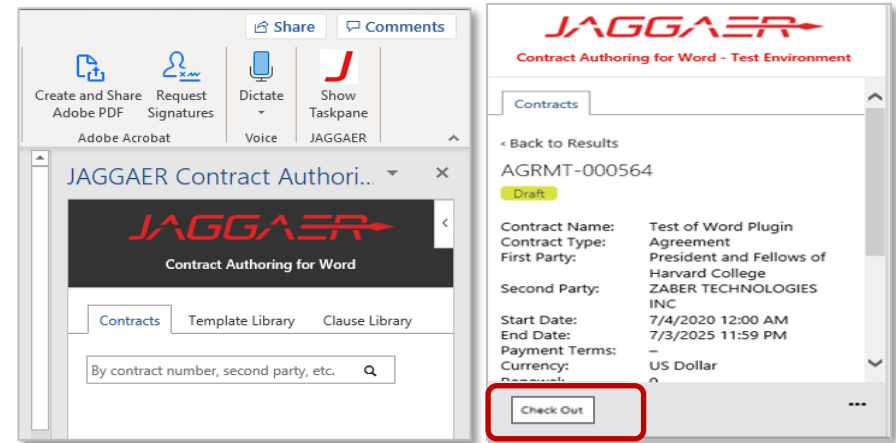 Share
Comments
Create and Share
Adobe PDF
Request
Signatures
Dictate
Show
Taskpane
Adobe Acrobat
Voice
JAGGAER
JAGGAER Contract Authori...
JAGGAER
Contract Authoring for Word
Contracts
Template Library
Clause Library
By contract number, second party, etc.
JAGGAER
Contract Authoring for Word - Test Environment
Contracts
‹ Back to Results
AGRMT-000564
Draft
Contract Name: Test of Word Plugin
Contract Type: Agreement
First Party: President and Fellows of
Harvard College
Second Party: ZABER TECHNOLOGIES
INC
Start Date: 7/4/2020 12:00 AM
End Date: 7/3/2025 11:59 PM
Payment Terms: –
Currency: US Dollar
Check Out
...